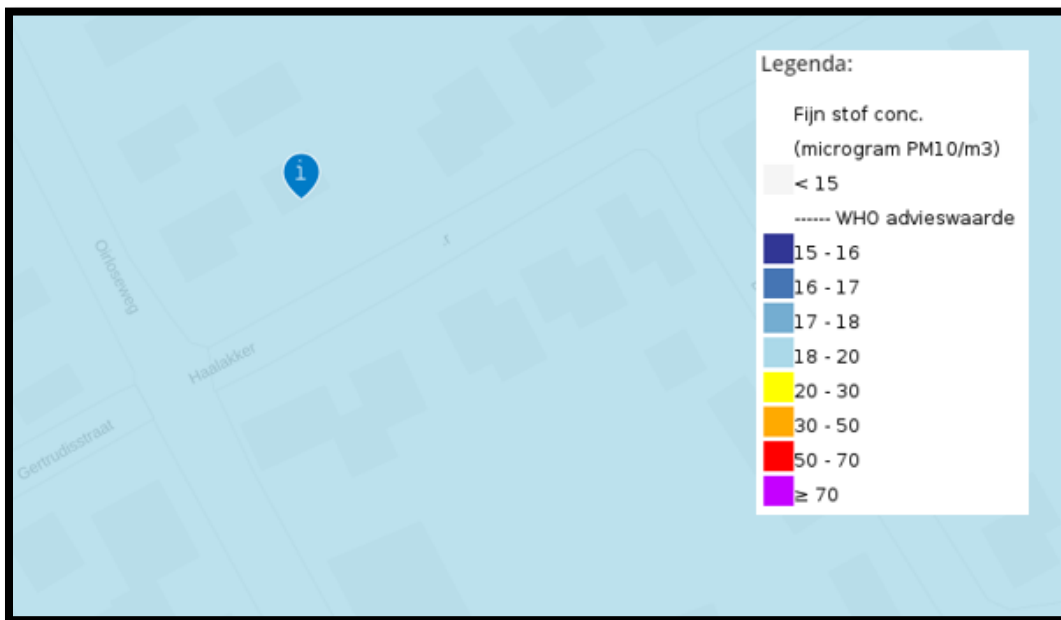 Legenda:
Fijn stof conc.
(microgram PM10/m3)
< 15
------ WHO advieswaarde
15 - 16
16 - 17
17 - 18
18 - 20
20 - 30
30 - 50
50 - 70
≥ 70
i
Oirloseweg
Haalakker
Gertrudisstraat